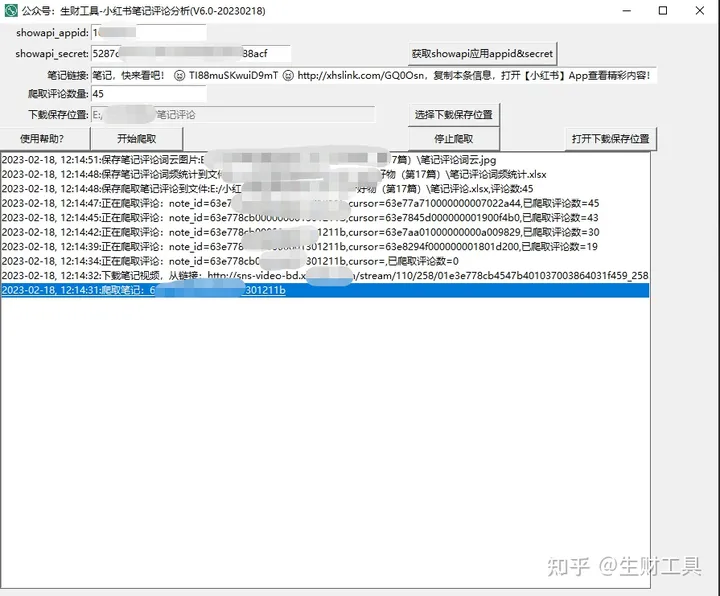 公众号：生财工具-小红书笔记评论分析(V6.0-20230218)
showapi_appid: 1
showapi_secret: 5287 88acf 获取showapi应用appid&secret
笔记链接: 笔记，快来看吧！ 😆 TI88muSKwuiD9mT 😆 http://xhslink.com/GQ0Osn，复制本条信息，打开【小红书】App查看精彩内容！
爬取评论数量: 45
下载保存位置: E:/ 笔记评论 选择下载保存位置
使用帮助? 开始爬取 停止爬取 打开下载保存位置
2023-02-18, 12:14:51:保存笔记评论词云图片:E 7篇）\笔记评论词云.jpg
2023-02-18, 12:14:48:保存笔记评论词频统计到文件 好物（第17篇）\笔记评论词频统计.xlsx
2023-02-18, 12:14:48:保存爬取笔记评论到文件:E:/小红 好物（第17篇）\笔记评论.xlsx,评论数:45
2023-02-18, 12:14:47:正在爬取评论：note_id=63e7 ,cursor=63e77a710000000007022a44,已爬取评论数=45
2023-02-18, 12:14:45:正在爬取评论：note_id=63e778cb0000000 ,cursor=63e7845d000000001900f4b0,已爬取评论数=43
2023-02-18, 12:14:42:正在爬取评论：note_id=63e778cb 1301211b,cursor=63e7aa01000000000a009829,已爬取评论数=30
2023-02-18, 12:14:39:正在爬取评论：note_id=63e778cb 01301211b,cursor=63e8294f000000001801d200,已爬取评论数=19
2023-02-18, 12:14:34:正在爬取评论：note_id=63e778cb0 1301211b,cursor=,已爬取评论数=0
2023-02-18, 12:14:32:下载笔记视频，从链接：http://sns-video-bd.x /stream/110/258/01e3e778cb4547b401037003864031f459_258
2023-02-18, 12:14:31:爬取笔记：6 301211b
知乎 @生财工具